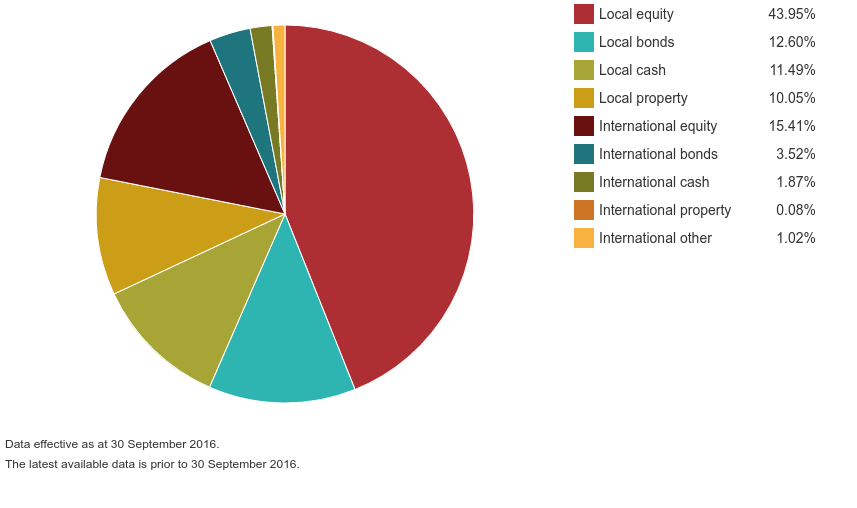 Local equity 43.95%
Local bonds 12.60%
Local cash 11.49%
Local property 10.05%
International equity 15.41%
International bonds 3.52%
International cash 1.87%
International property 0.08%
International other 1.02%
Data effective as at 30 September 2016.
The latest available data is prior to 30 September 2016.